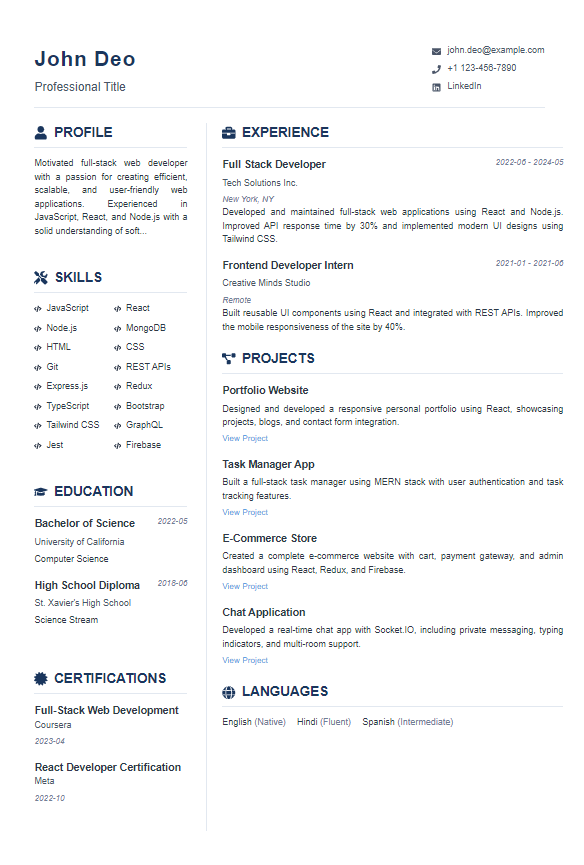 John Deo
Professional Title
john.deo@example.com
+1 123-456-7890
LinkedIn
PROFILE
Motivated full-stack web developer
with a passion for creating efficient,
scalable, and user-friendly web
applications. Experienced in
JavaScript, React, and Node.js with a
solid understanding of soft...
SKILLS
JavaScript React
Node.js MongoDB
HTML CSS
Git REST APIs
Express.js Redux
TypeScript Bootstrap
Tailwind CSS GraphQL
Jest Firebase
EDUCATION
Bachelor of Science 2022-05
University of California
Computer Science
High School Diploma 2018-06
St. Xavier's High School
Science Stream
CERTIFICATIONS
Full-Stack Web Development
Coursera
2023-04
React Developer Certification
Meta
2022-10
EXPERIENCE
Full Stack Developer 2022-06 - 2024-05
Tech Solutions Inc.
New York, NY
Developed and maintained full-stack web applications using React and Node.js.
Improved API response time by 30% and implemented modern UI designs using
Tailwind CSS.
Frontend Developer Intern 2021-01 - 2021-06
Creative Minds Studio
Remote
Built reusable UI components using React and integrated with REST APIs. Improved
the mobile responsiveness of the site by 40%.
PROJECTS
Portfolio Website
Designed and developed a responsive personal portfolio using React, showcasing
projects, blogs, and contact form integration.
View Project
Task Manager App
Built a full-stack task manager using MERN stack with user authentication and task
tracking features.
View Project
E-Commerce Store
Created a complete e-commerce website with cart, payment gateway, and admin
dashboard using React, Redux, and Firebase.
View Project
Chat Application
Developed a real-time chat app with Socket.IO, including private messaging, typing
indicators, and multi-room support.
View Project
LANGUAGES
English (Native) Hindi (Fluent) Spanish (Intermediate)